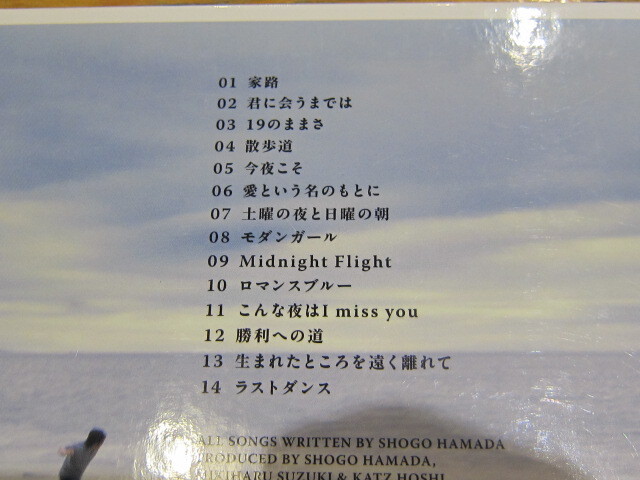 01 家路
02 君に会うまでは
03 19のままさ
04 散歩道
05 今夜こそ
06 愛という名のもとに
07 土曜の夜と日曜の朝
08 モダンガール
09 Midnight Flight
10 ロマンスブルー
11 こんな夜はI miss you
12 勝利への道
13 生まれたところを遠く離れて
14 ラストダンス
ALL SONGS WRITTEN BY SHOGO HAMADA
PRODUCED BY SHOGO HAMADA,
SUZUKI & KATZ HOSHI